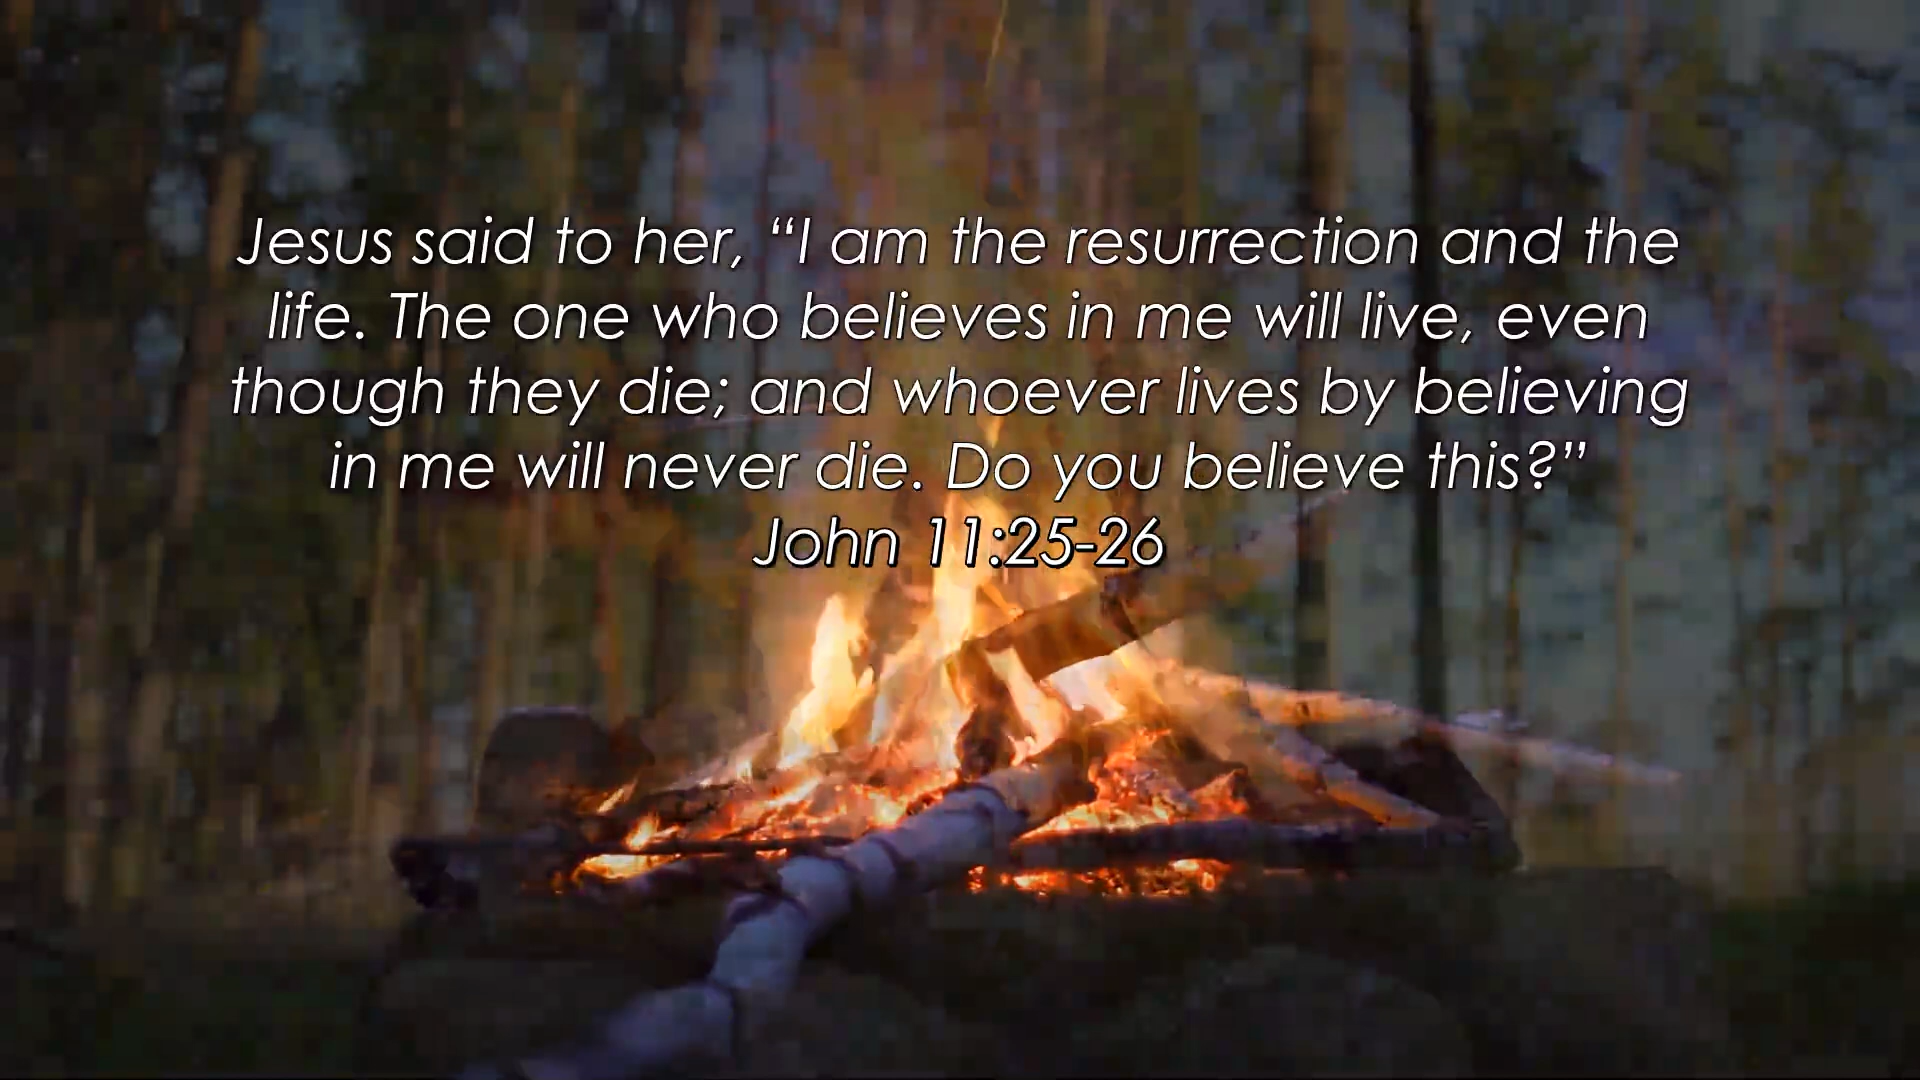 Jesus said to her, “I am the resurrection and the
life. The one who believes in me will live, even
though they die; and whoever lives by believing
in me will never die. Do you believe this?”
John 11:25-26